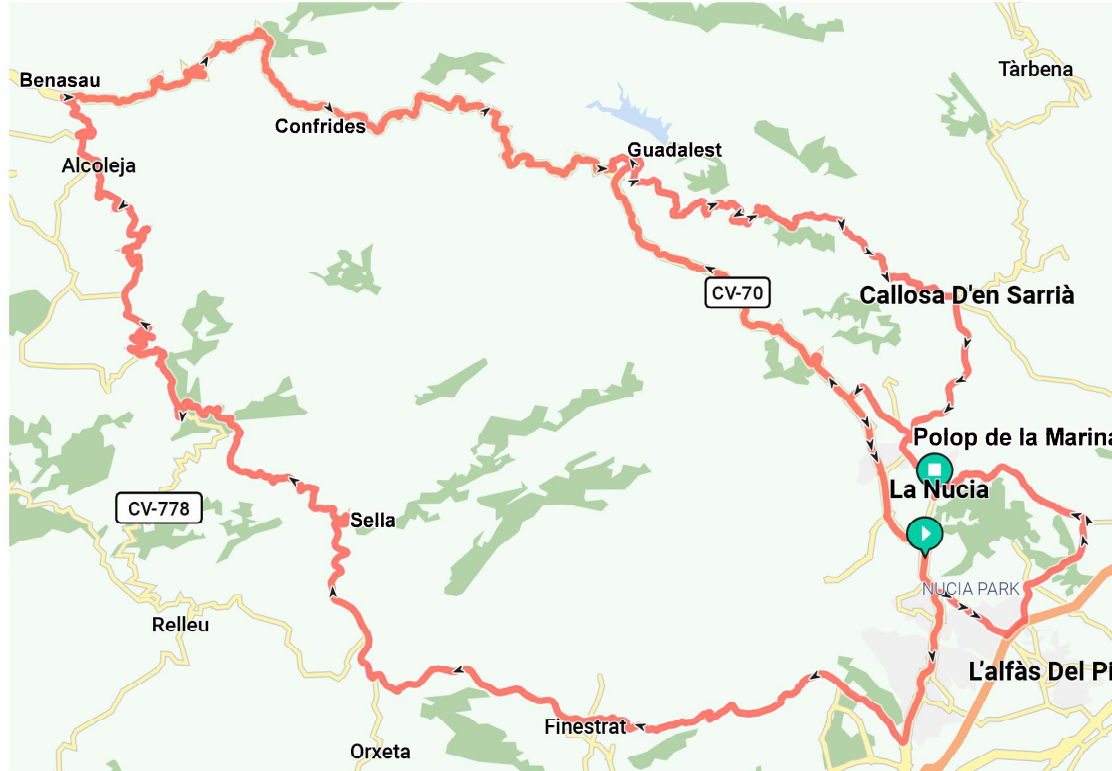 Tàrbena
Benasau
Confrides
Guadalest
Alcoleja
CV-70
Callosa D'en Sarrià
Polop de la Marina
La Nucia
CV-778
Sella
NUCIA PARK
Relleu
L'alfàs Del Pi
Finestrat
Orxeta